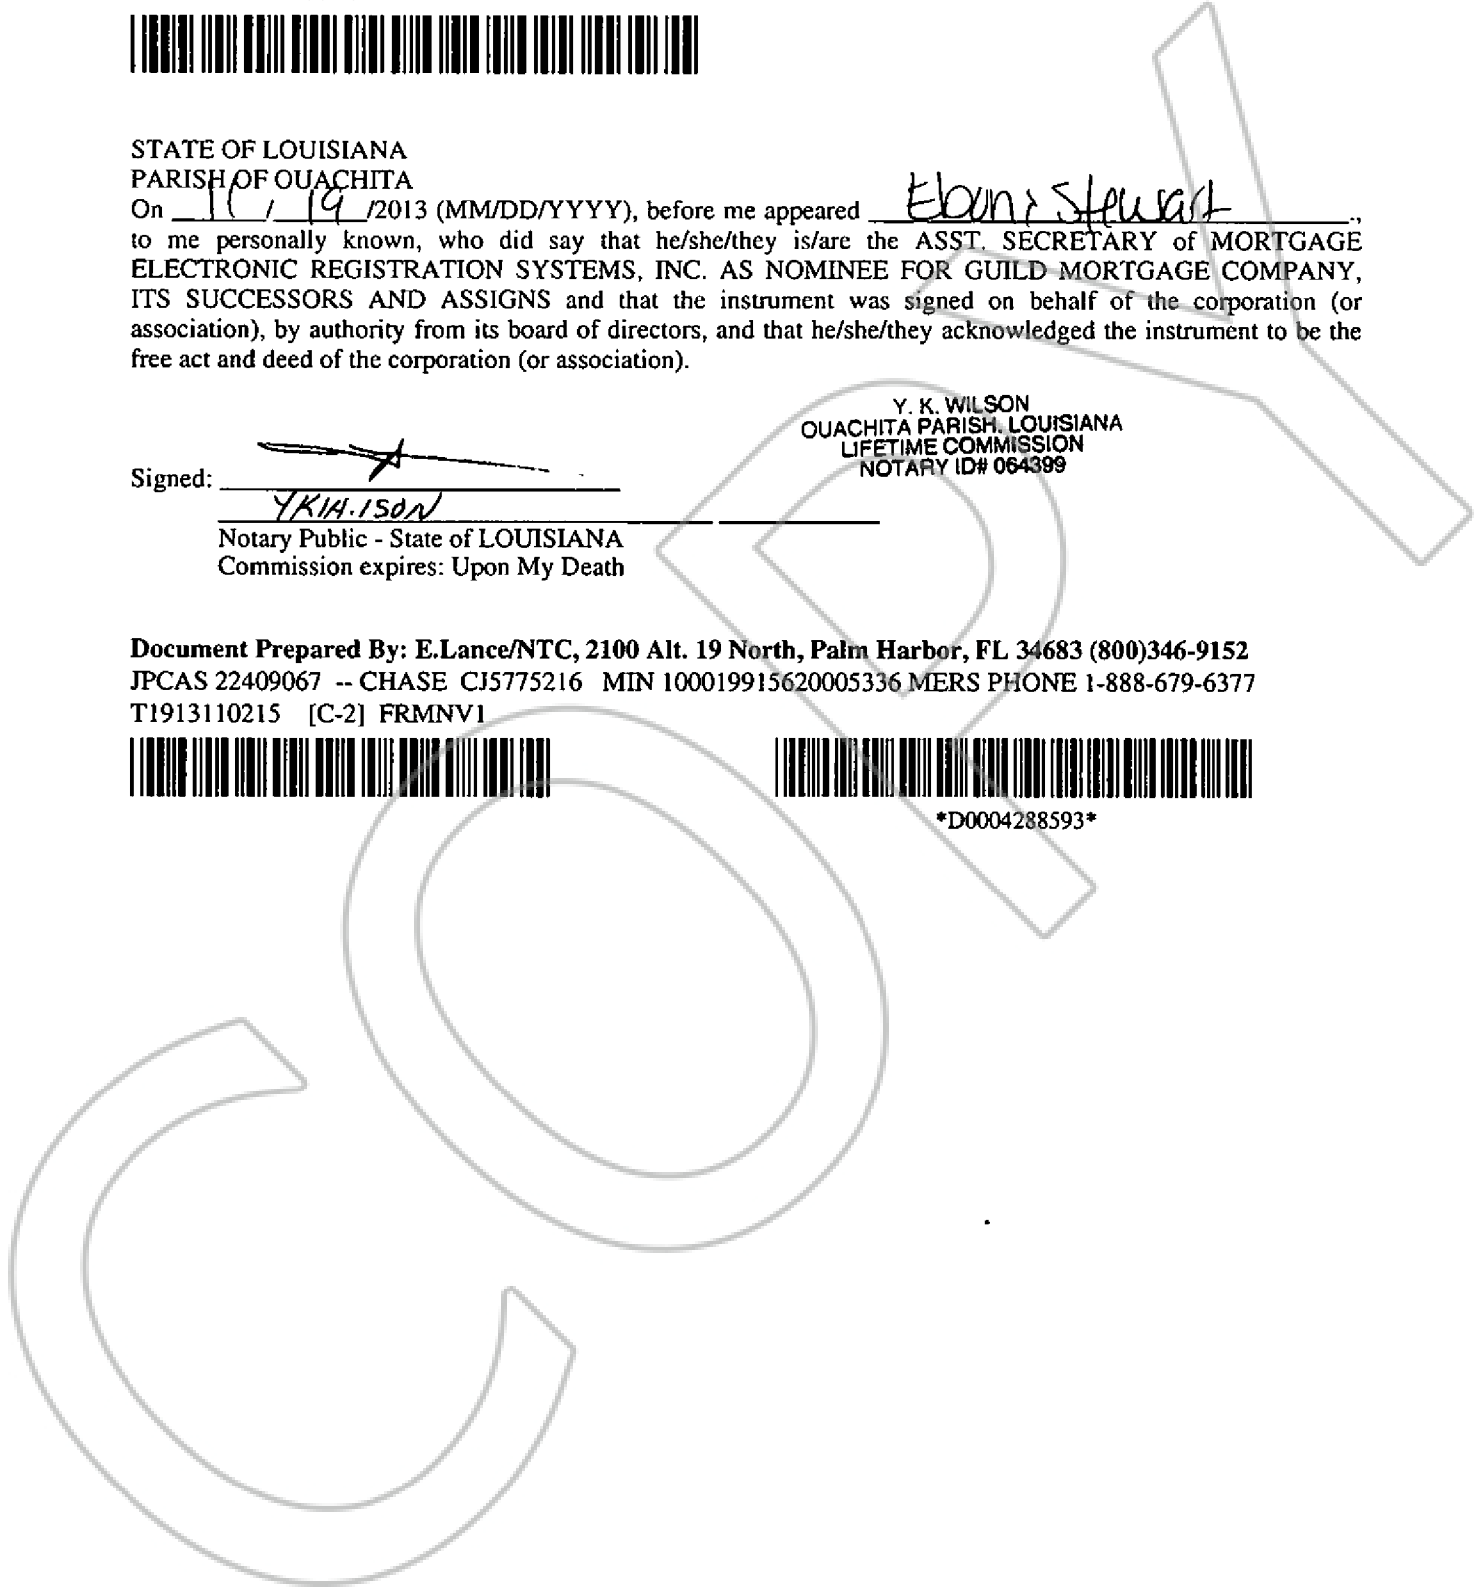 STATE OF LOUISIANA
PARISH OF OUACHITA
On 11 / 19 /2013 (MM/DD/YYYY), before me appeared Eboni Stewart .,
to me personally known, who did say that he/she/they is/are the ASST. SECRETARY of MORTGAGE
ELECTRONIC REGISTRATION SYSTEMS, INC. AS NOMINEE FOR GUILD MORTGAGE COMPANY,
ITS SUCCESSORS AND ASSIGNS and that the instrument was signed on behalf of the corporation (or
association), by authority from its board of directors, and that he/she/they acknowledged the instrument to be the
free act and deed of the corporation (or association).
Y. K. WILSON
OUACHITA PARISH, LOUISIANA
LIFETIME COMMISSION
NOTARY ID# 064399
Signed:
Notary Public - State of LOUISIANA
Commission expires: Upon My Death
Document Prepared By: E.Lance/NTC, 2100 Alt. 19 North, Palm Harbor, FL 34683 (800)346-9152
JPCAS 22409067 -- CHASE CJ5775216 MIN 100019915620005336 MERS PHONE 1-888-679-6377
T1913110215 [C-2] FRMNV1
*D0004288593*
COPY